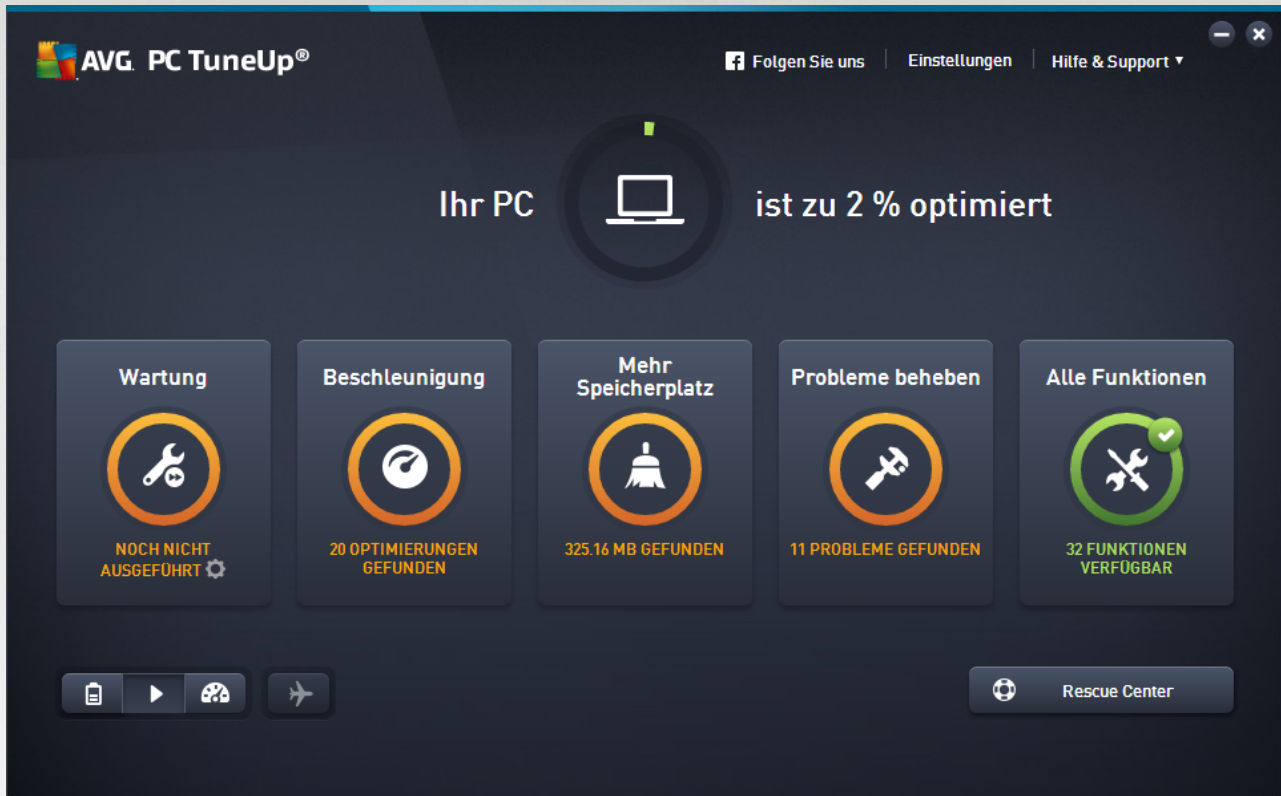 AVG. PC TuneUp®
Folgen Sie uns
Einstellungen
Hilfe & Support
Ihr PC
ist zu 2 % optimiert
Wartung
NOCH NICHT
AUSGEFÜHRT
Beschleunigung
20 OPTIMIERUNGEN
GEFUNDEN
Mehr
Speicherplatz
325.16 MB GEFUNDEN
Probleme beheben
11 PROBLEME GEFUNDEN
Alle Funktionen
32 FUNKTIONEN
VERFÜGBAR
Rescue Center